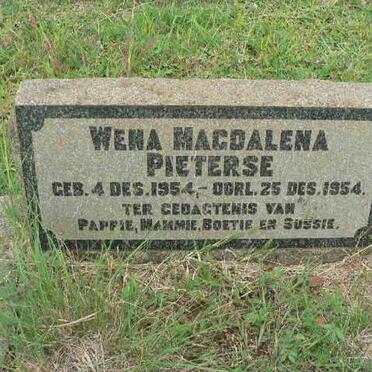 WENA MAGDALENA
PIETERSE
GEB. 4 DES. 1954.- OORL. 25 DES. 1954.
TER GEDAGTENIS VAN
PAPPIE, MAMMIE, BOETIE EN SUSSIE.